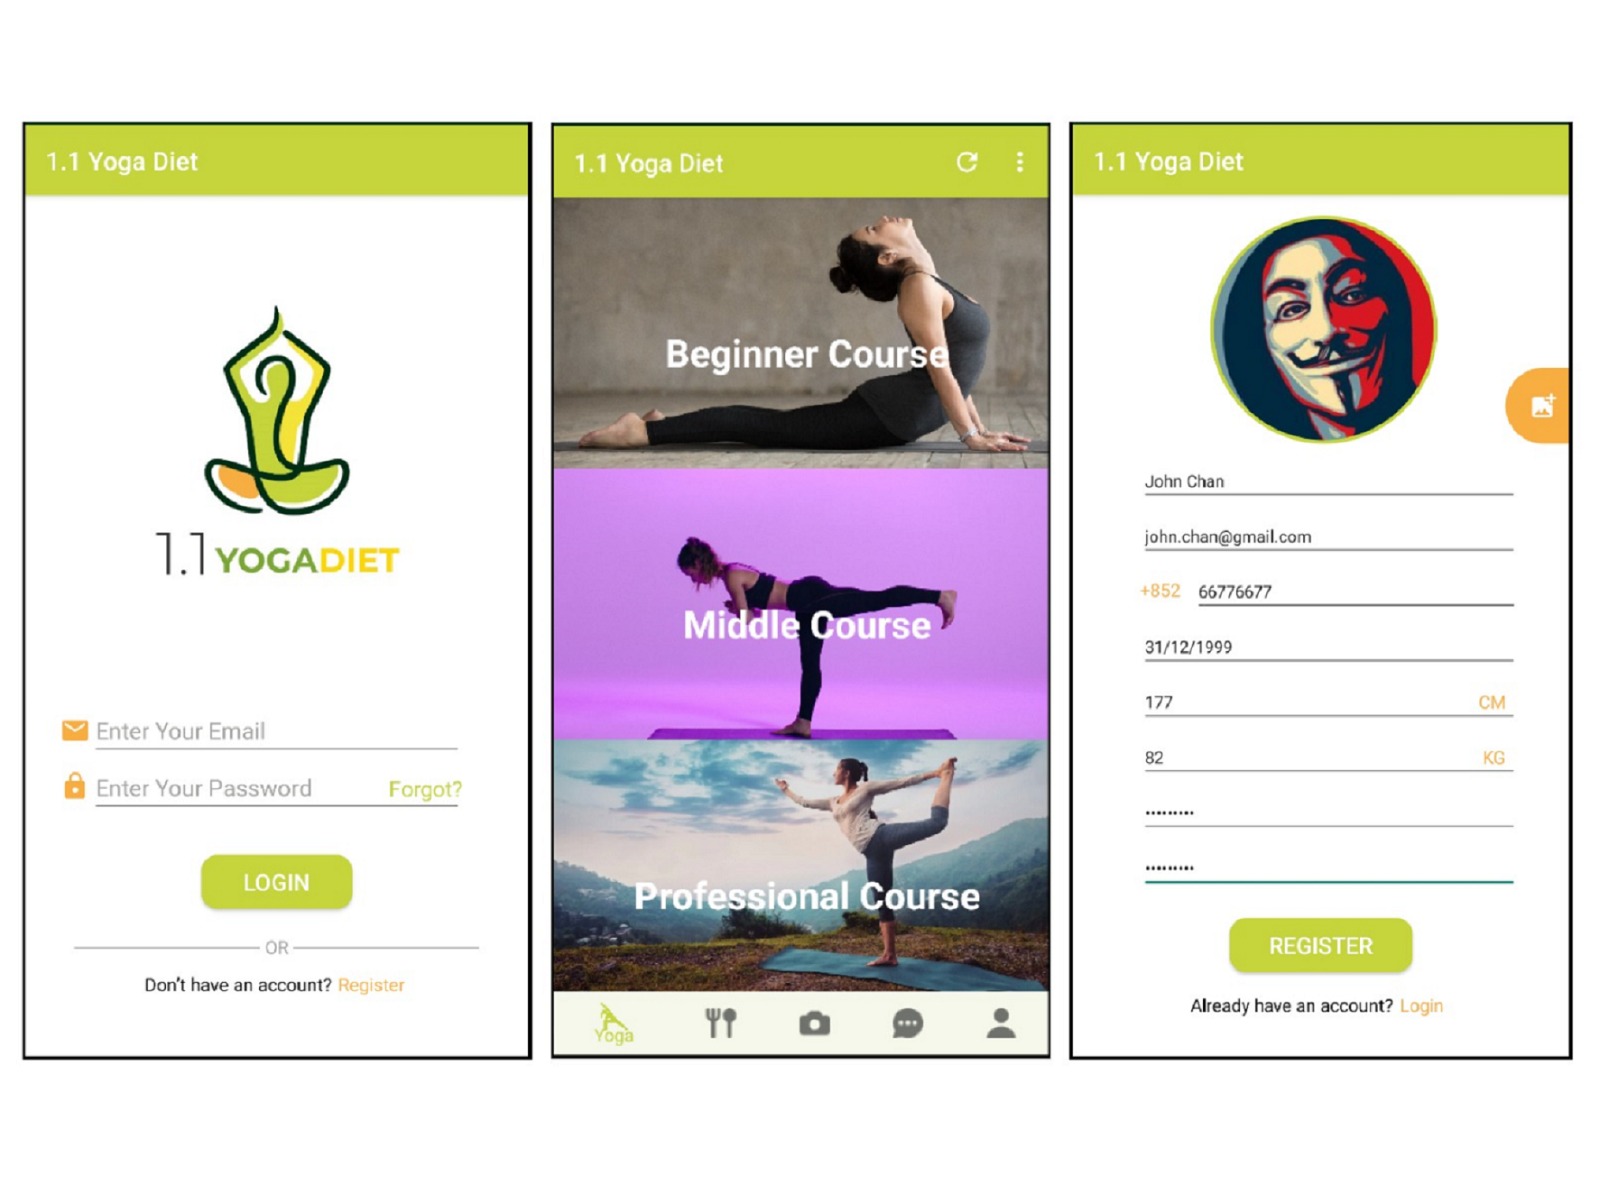 1.1 Yoga Diet
1.1 YOGADIET
Enter Your Email
Enter Your Password Forgot?
LOGIN
OR
Don't have an account? Register
1.1 Yoga Diet
Beginner Course
Middle Course
Professional Course
Yoga
1.1 Yoga Diet
John Chan
john.chan@gmail.com
+852 66776677
31/12/1999
177 CM
82 KG
•••••••••
•••••••••
REGISTER
Already have an account? Login